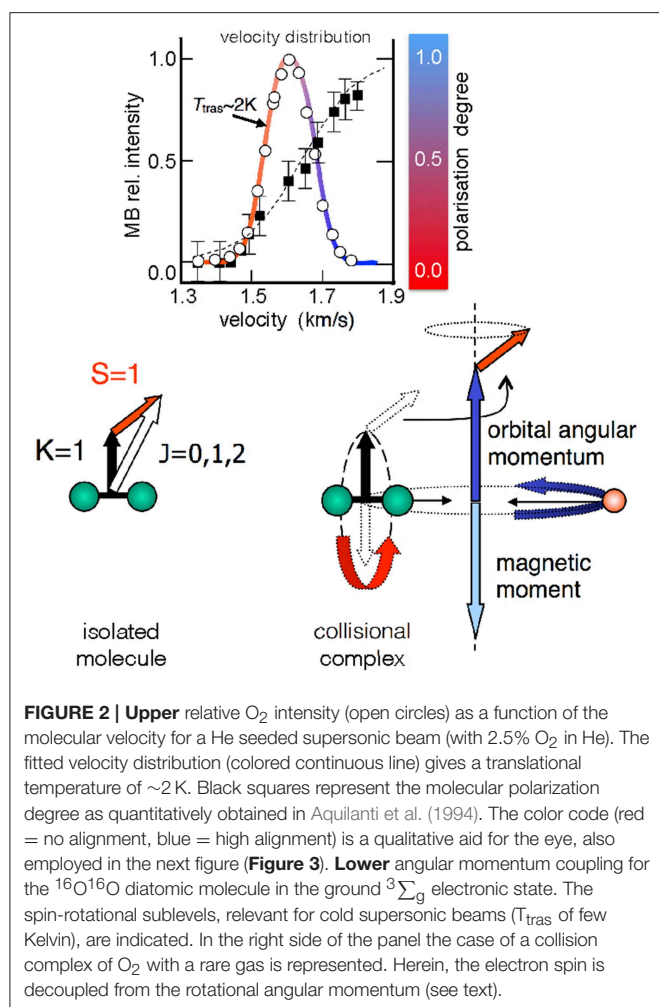 velocity distribution
1.0
0.5
0.0
MB rel. intensity
Ttras~2K
1.3 1.5 1.7 1.9
velocity (km/s)
1.0
0.5
0.0
polarisation degree
S=1
K=1
J=0,1,2
isolated
molecule
collisional
complex
orbital angular
momentum
magnetic
moment
FIGURE 2 | Upper relative O2 intensity (open circles) as a function of the
molecular velocity for a He seeded supersonic beam (with 2.5% O2 in He). The
fitted velocity distribution (colored continuous line) gives a translational
temperature of ~2 K. Black squares represent the molecular polarization
degree as quantitatively obtained in Aquilanti et al. (1994). The color code (red
= no alignment, blue = high alignment) is a qualitative aid for the eye, also
employed in the next figure (Figure 3). Lower angular momentum coupling for
the 16O16O diatomic molecule in the ground 3∑g electronic state. The
spin-rotational sublevels, relevant for cold supersonic beams (Ttras of few
Kelvin), are indicated. In the right side of the panel the case of a collision
complex of O2 with a rare gas is represented. Herein, the electron spin is
decoupled from the rotational angular momentum (see text).